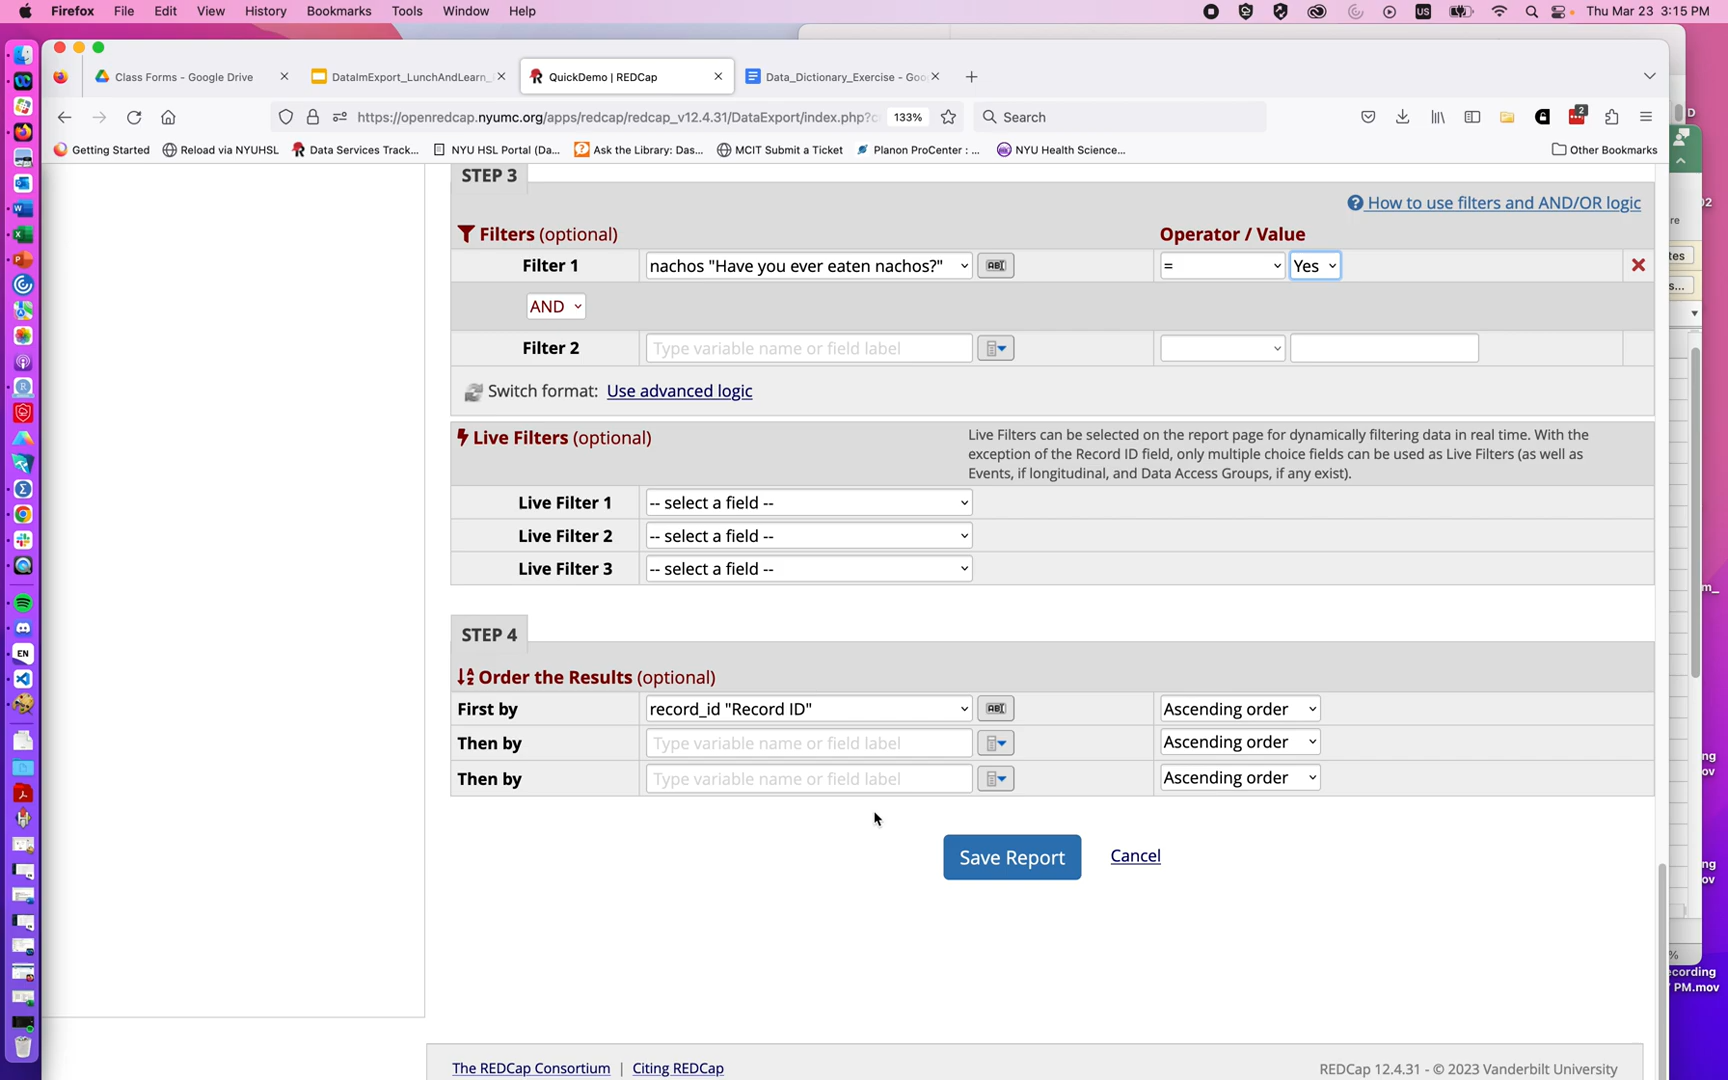 Firefox File Edit View History Bookmarks Tools Window Help US Thu Mar 23 3:15 PM
Class Forms - Google Drive DataImExport_LunchAndLearn_ QuickDemo | REDCap Data_Dictionary_Exercise - Goo
https://openredcap.nyumc.org/apps/redcap/redcap_v12.4.31/DataExport/index.php?c 133% Search 2
Getting Started Reload via NYUHSL Data Services Track... NYU HSL Portal (Da... Ask the Library: Das... MCIT Submit a Ticket Planon ProCenter : ... NYU Health Science... Other Bookmarks
STEP 3
How to use filters and AND/OR logic
Filters (optional) Operator / Value
Filter 1 nachos "Have you ever eaten nachos?" ABI = Yes
AND
Filter 2 Type variable name or field label
Switch format: Use advanced logic
Live Filters (optional)
Live Filters can be selected on the report page for dynamically filtering data in real time. With the
exception of the Record ID field, only multiple choice fields can be used as Live Filters (as well as
Events, if longitudinal, and Data Access Groups, if any exist).
Live Filter 1 -- select a field --
Live Filter 2 -- select a field --
Live Filter 3 -- select a field --
STEP 4
Order the Results (optional)
First by record_id "Record ID" ABI Ascending order
Then by Type variable name or field label Ascending order
Then by Type variable name or field label Ascending order
Save Report Cancel
The REDCap Consortium | Citing REDCap REDCap 12.4.31 - © 2023 Vanderbilt University
EN
tes
s...
%
ecording
PM.mov